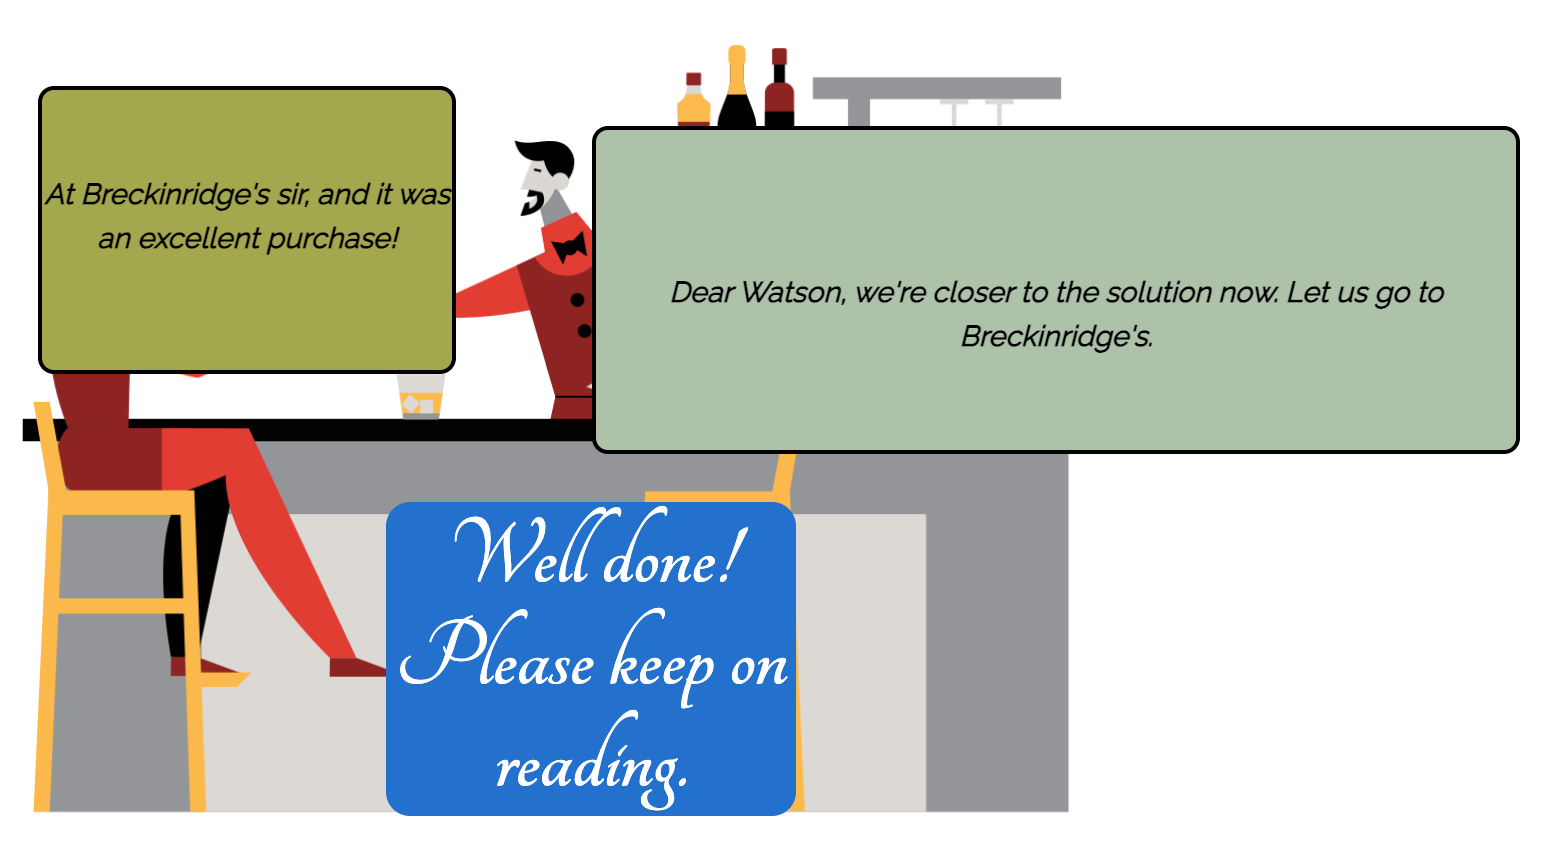 At Breckinridge's sir, and it was
an excellent purchase!
Dear Watson, we're closer to the solution now. Let us go to
Breckinridge's.
Well done!
Please keep on
reading.